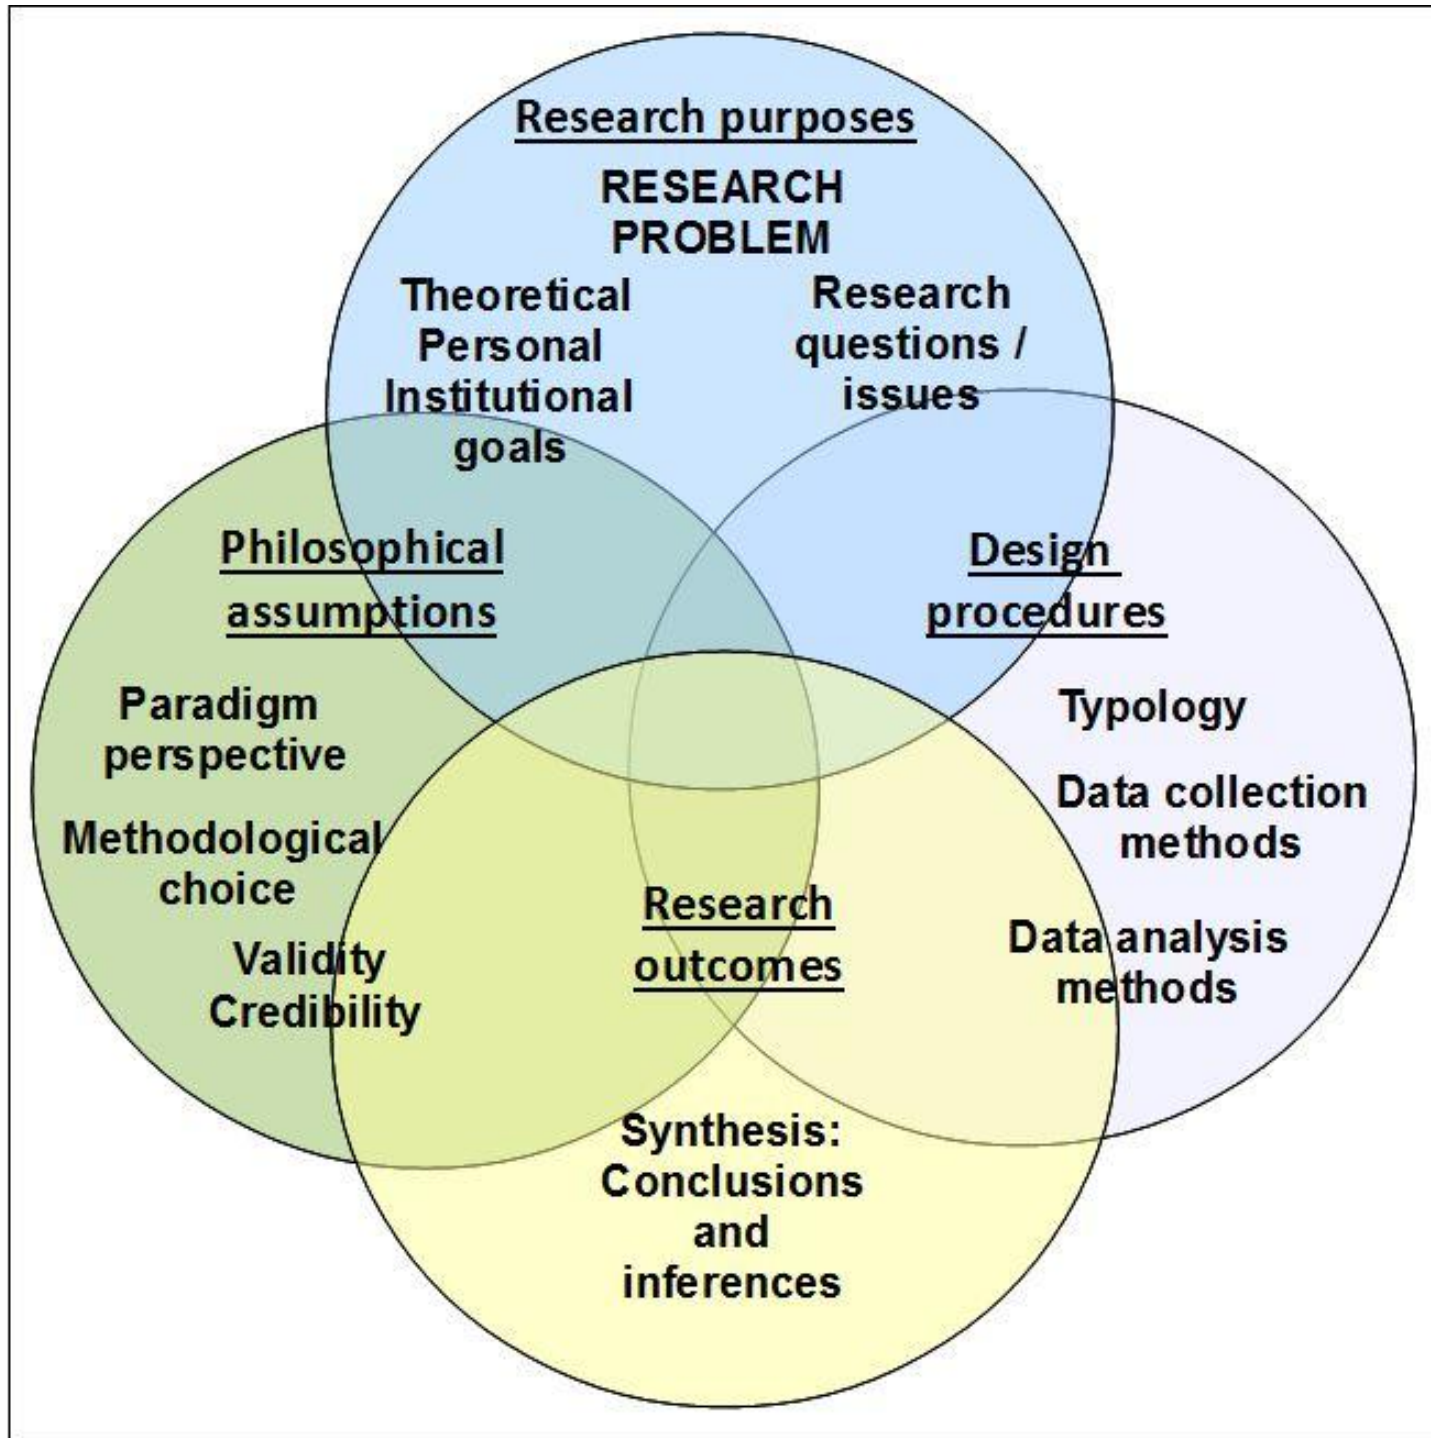 Research purposes
RESEARCH
PROBLEM
Theoretical
Personal
Institutional
goals
Research
questions /
issues
Philosophical
assumptions
Paradigm
perspective
Methodological
choice
Validity
Credibility
Design
procedures
Typology
Data collection
methods
Data analysis
methods
Research
outcomes
Synthesis:
Conclusions
and
inferences